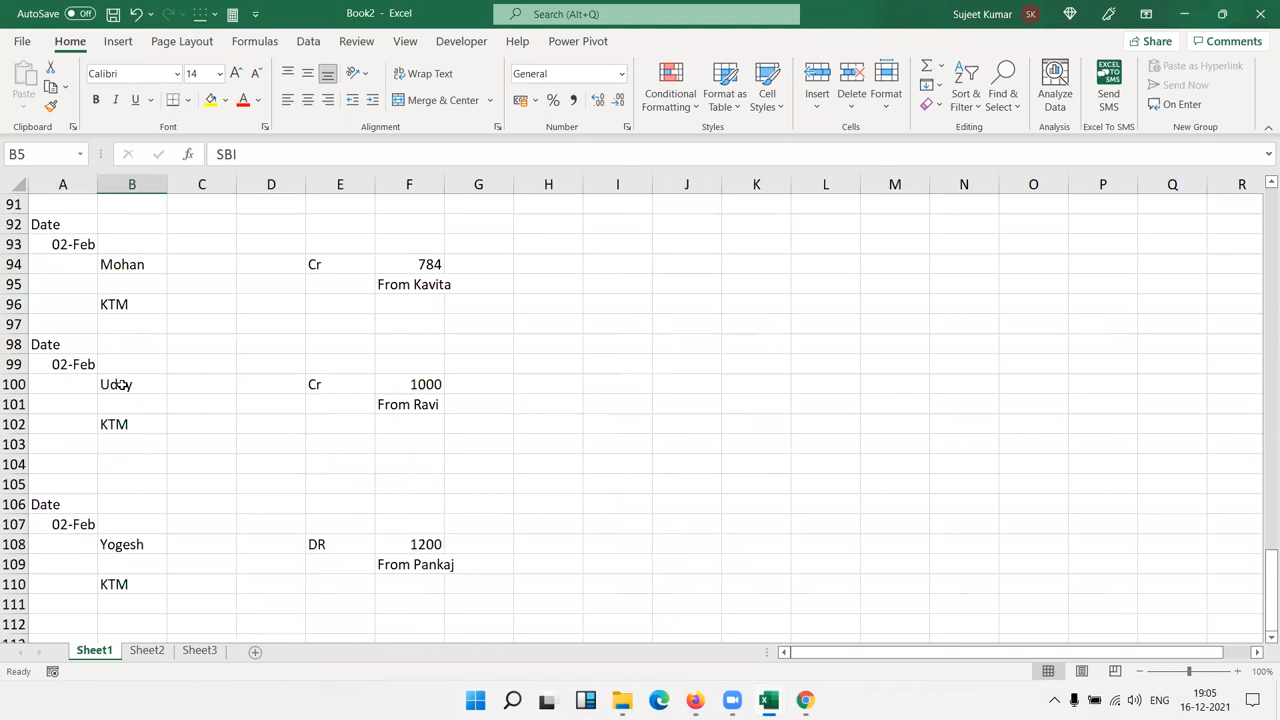 AutoSave Off Book2 - Excel Search (Alt+Q) Sujeet Kumar SK
File Home Insert Page Layout Formulas Data Review View Developer Help Power Pivot Share Comments
Paste Calibri 14 Wrap Text General Conditional Formatting Format as Table Cell Styles Insert Delete Format Sort & Filter Find & Select Analyze Data Excel To SMS Send SMS Paste as Hyperlink
B I U Merge & Center Send Now
On Enter
Clipboard Font Alignment Number Styles Cells Editing Analysis Excel To SMS New Group
B5 fx SBI
A B C D E F G H I J K L M N O P Q R
91
92 Date
93 02-Feb
94 Mohan Cr 784
95 From Kavita
96 KTM
97
98 Date
99 02-Feb
100 Uday Cr 1000
101 From Ravi
102 KTM
103
104
105
106 Date
107 02-Feb
108 Yogesh DR 1200
109 From Pankaj
110 KTM
111
112
Sheet1 Sheet2 Sheet3
Ready 100%
ENG 19:05
16-12-2021